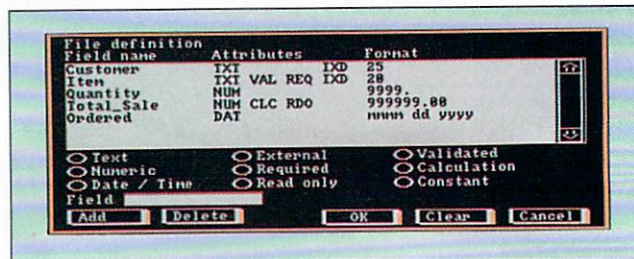 File definition
Field name Attributes Format
Customer TXT IXD 25
Item TXT VAL REQ IXD 20
Quantity NUM 9999.
Total_Sale NUM CLC RDO 999999.00
Ordered DAT mmmm dd yyyy
Text External Validated
Numeric Required Calculation
Date / Time Read only Constant
Field
Add Delete OK Clear Cancel